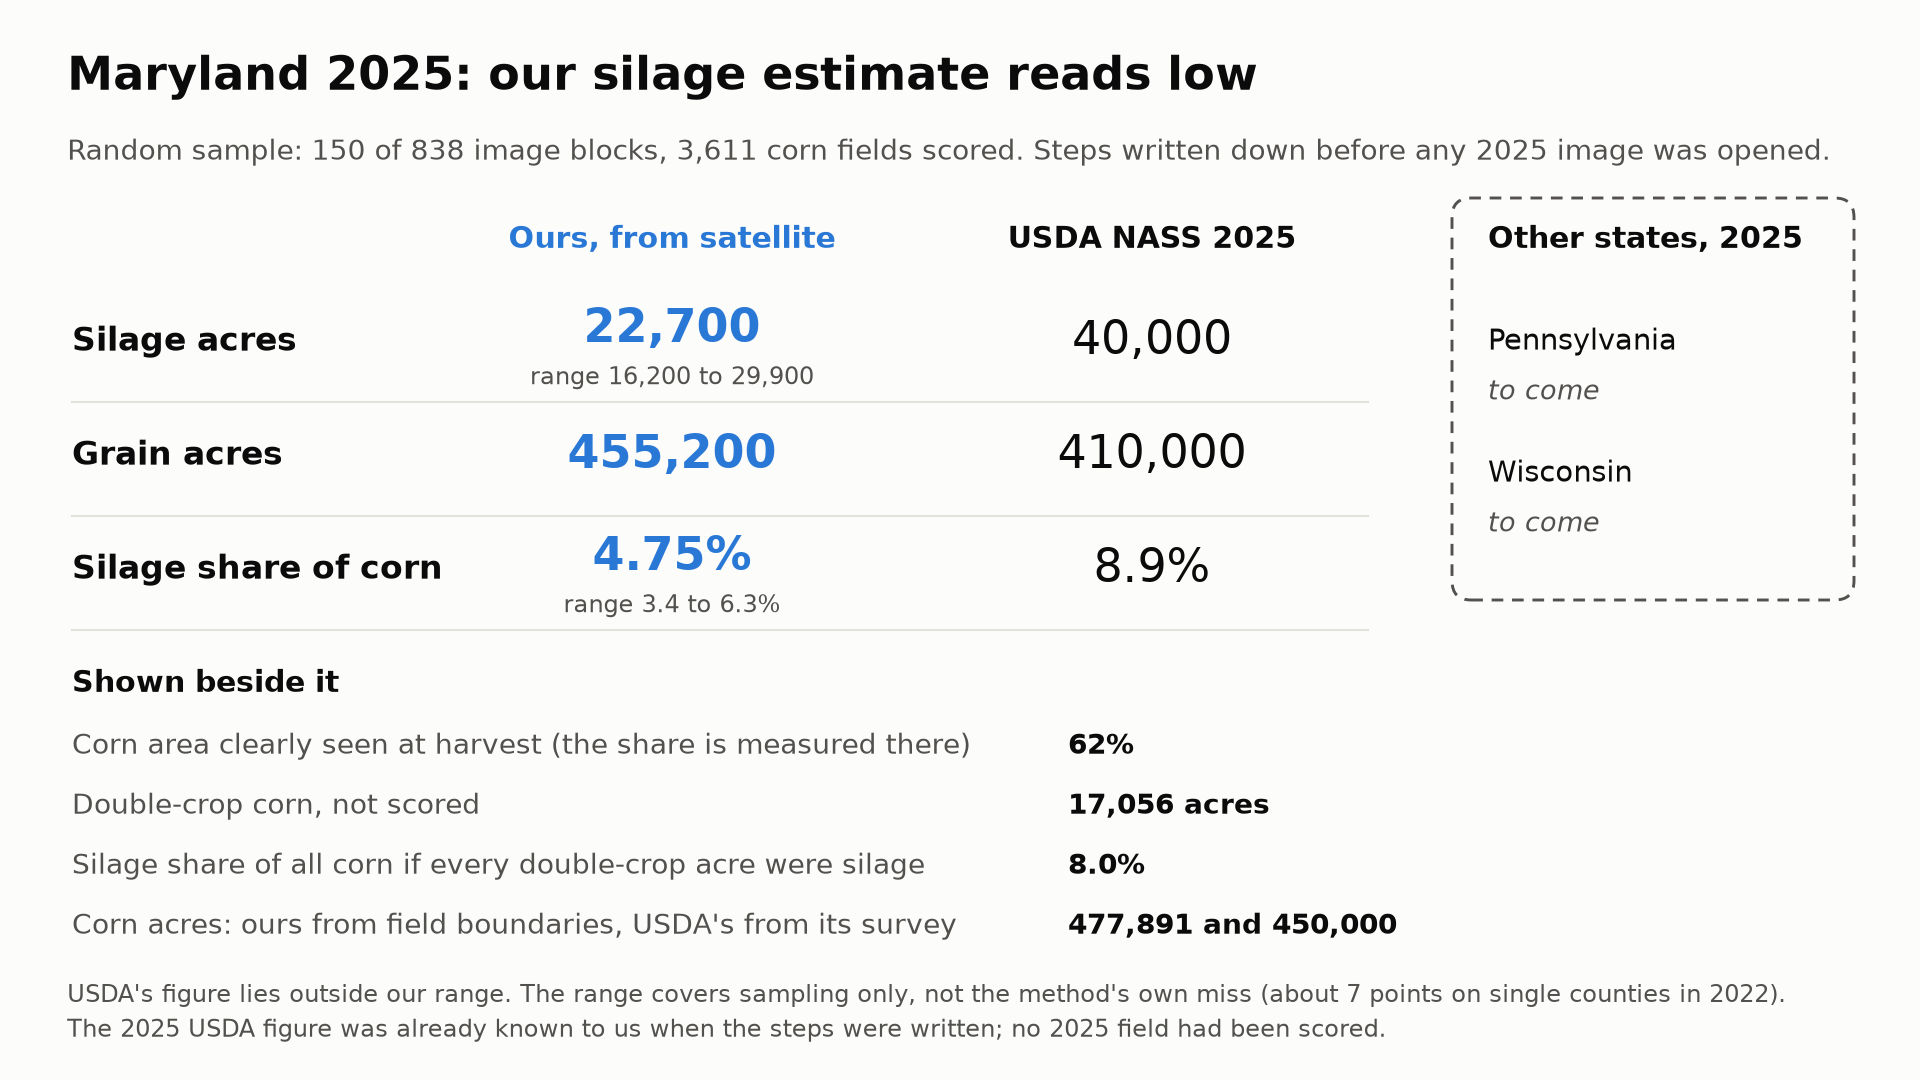 Maryland 2025: our silage estimate reads low
Random sample: 150 of 838 image blocks, 3,611 corn fields scored. Steps written down before any 2025 image was opened.
Ours, from satellite
USDA NASS 2025
Silage acres
22,700
range 16,200 to 29,900
40,000
Grain acres
455,200
410,000
Silage share of corn
4.75%
range 3.4 to 6.3%
8.9%
Other states, 2025
Pennsylvania
to come
Wisconsin
to come
Shown beside it
Corn area clearly seen at harvest (the share is measured there) 62%
Double-crop corn, not scored 17,056 acres
Silage share of all corn if every double-crop acre were silage 8.0%
Corn acres: ours from field boundaries, USDA's from its survey 477,891 and 450,000
USDA's figure lies outside our range. The range covers sampling only, not the method's own miss (about 7 points on single counties in 2022).
The 2025 USDA figure was already known to us when the steps were written; no 2025 field had been scored.